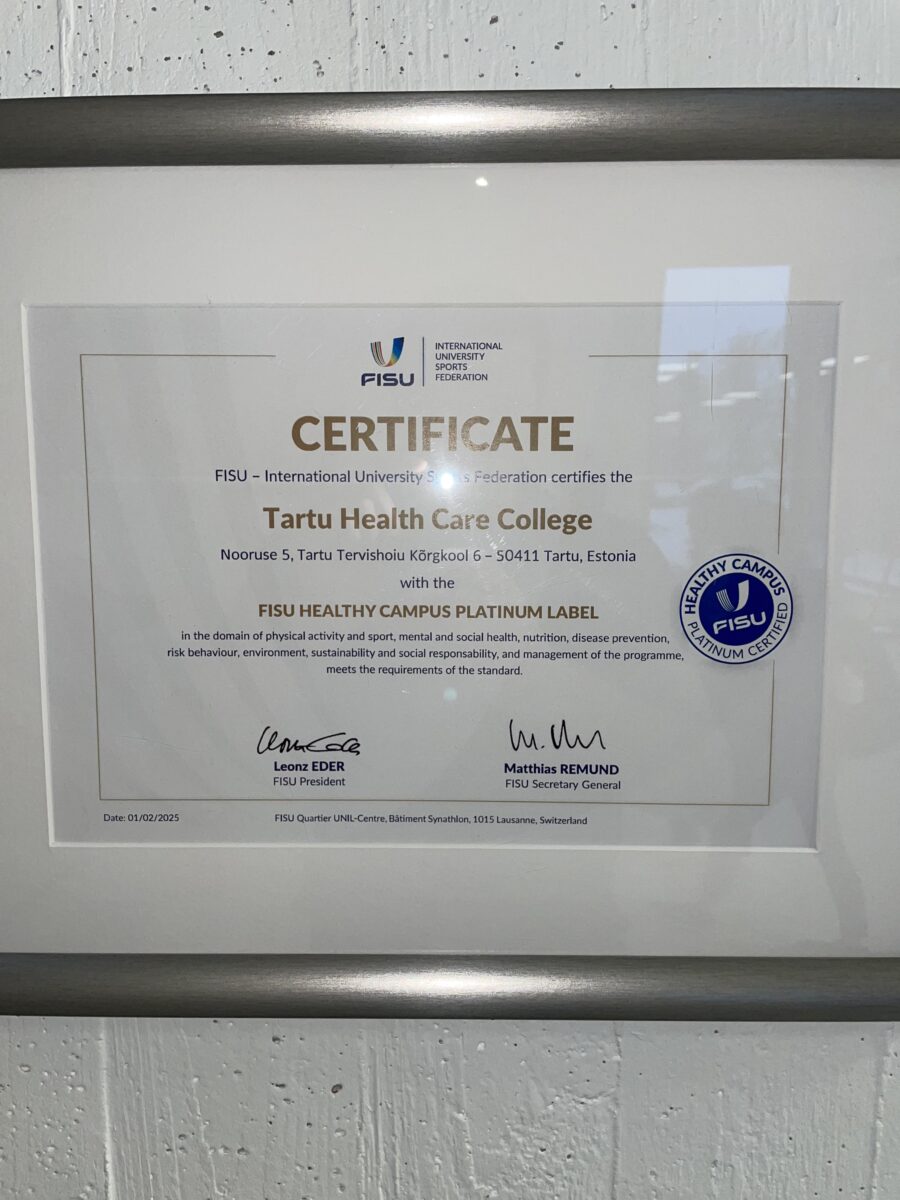 FISU
INTERNATIONAL
UNIVERSITY
SPORTS
FEDERATION
CERTIFICATE
FISU – International University Sports Federation certifies the
Tartu Health Care College
Nooruse 5, Tartu Tervishoiu Kõrgkool 6 – 50411 Tartu, Estonia
with the
FISU HEALTHY CAMPUS PLATINUM LABEL
in the domain of physical activity and sport, mental and social health, nutrition, disease prevention,
risk behaviour, environment, sustainability and social responsability, and management of the programme,
meets the requirements of the standard.
HEALTHY CAMPUS
FISU
PLATINUM CERTIFIED
Leonz EDER
FISU President
Matthias REMUND
FISU Secretary General
Date: 01/02/2025
FISU Quartier UNIL-Centre, Bâtiment Synathlon, 1015 Lausanne, Switzerland